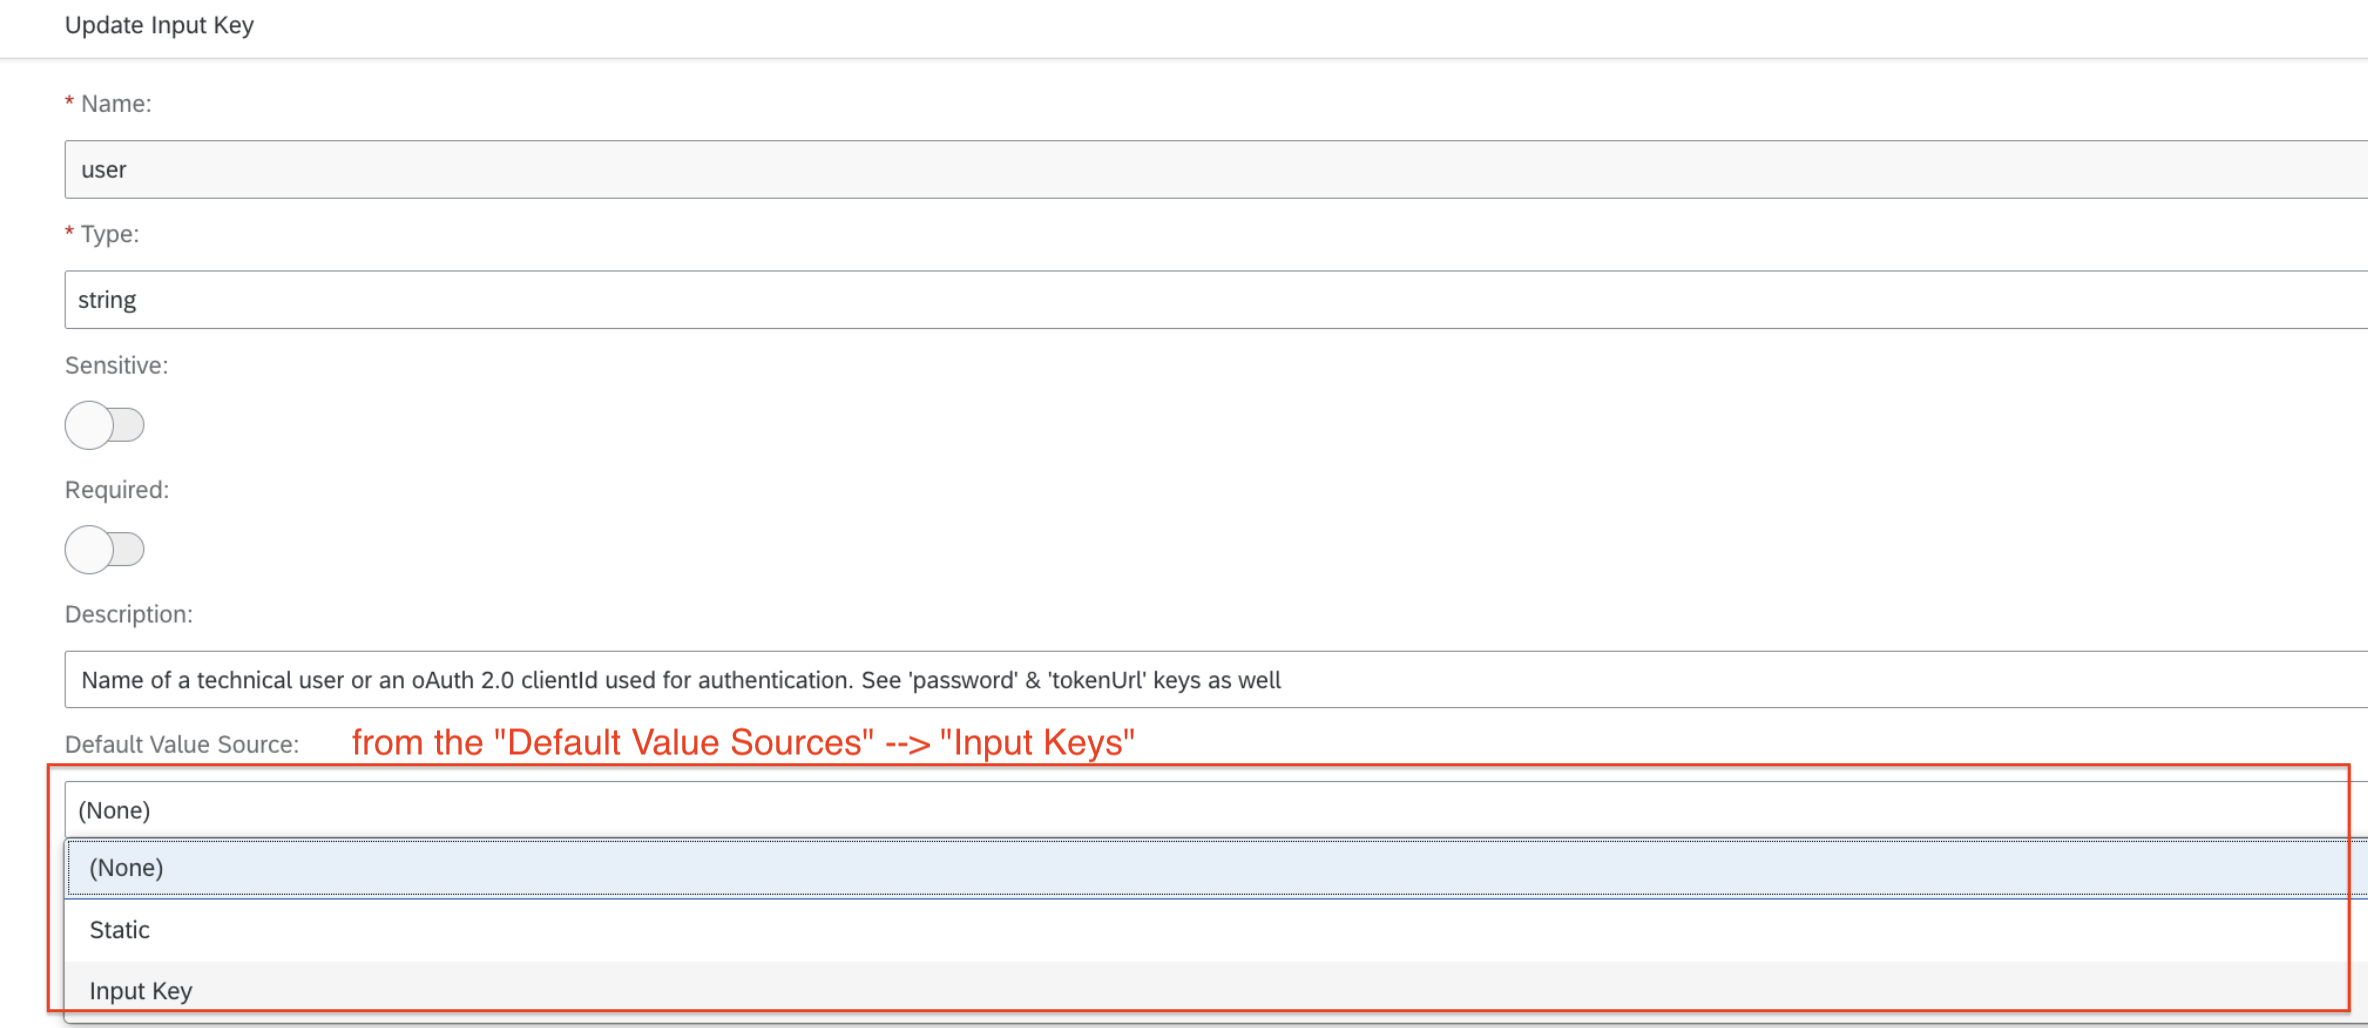 Update Input Key
* Name:
user
* Type:
string
Sensitive:
Required:
Description:
Name of a technical user or an oAuth 2.0 clientId used for authentication. See 'password' & 'tokenUrl' keys as well
Default Value Source: from the "Default Value Sources" --> "Input Keys"
(None)
(None)
Static
Input Key